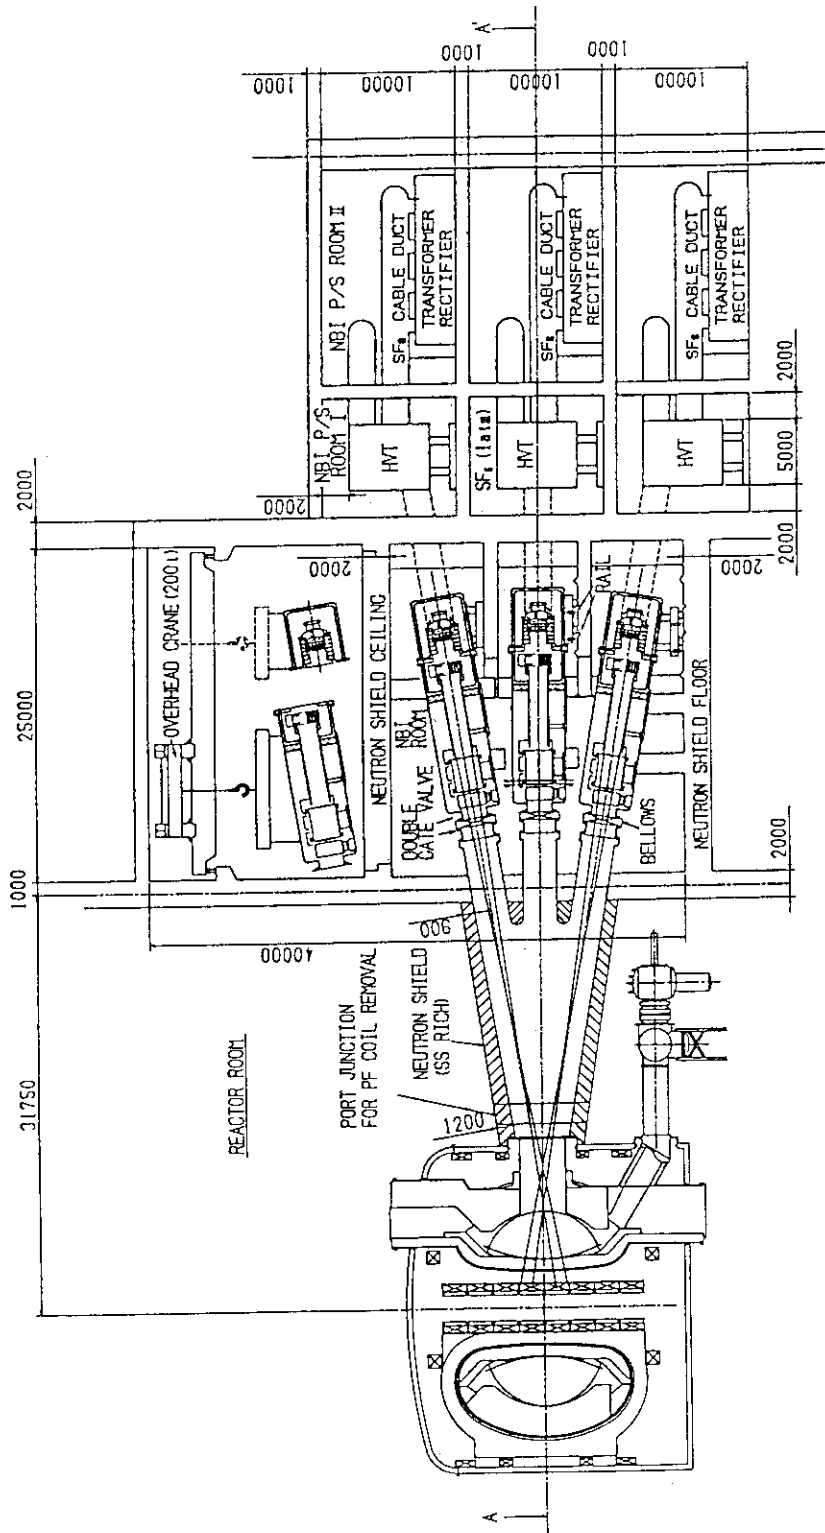 31750
1000
25000
2000
REACTOR ROOM
40000
OVERHEAD CRANE (200t)
NEUTRON SHIELD CEILING
2000
2000
NBI P/S
ROOM I
NBI P/S ROOM II
1000
10000
1000
10000
1000
10000
PORT JUNCTION
FOR PF COIL REMOVAL
NEUTRON SHIELD
(SS RICH)
900
1200
DOUBLE
GATE VALVE
NBI
ROOM
HVT
SF6 CABLE DUCT
TRANSFORMER
RECTIFIER
SF6 (1atm)
HVT
SF6 CABLE DUCT
TRANSFORMER
RECTIFIER
RAIL
BELLOWS
NEUTRON SHIELD FLOOR
2000
HVT
SF6 CABLE DUCT
TRANSFORMER
RECTIFIER
2000
2000
5000
2000
A
A'